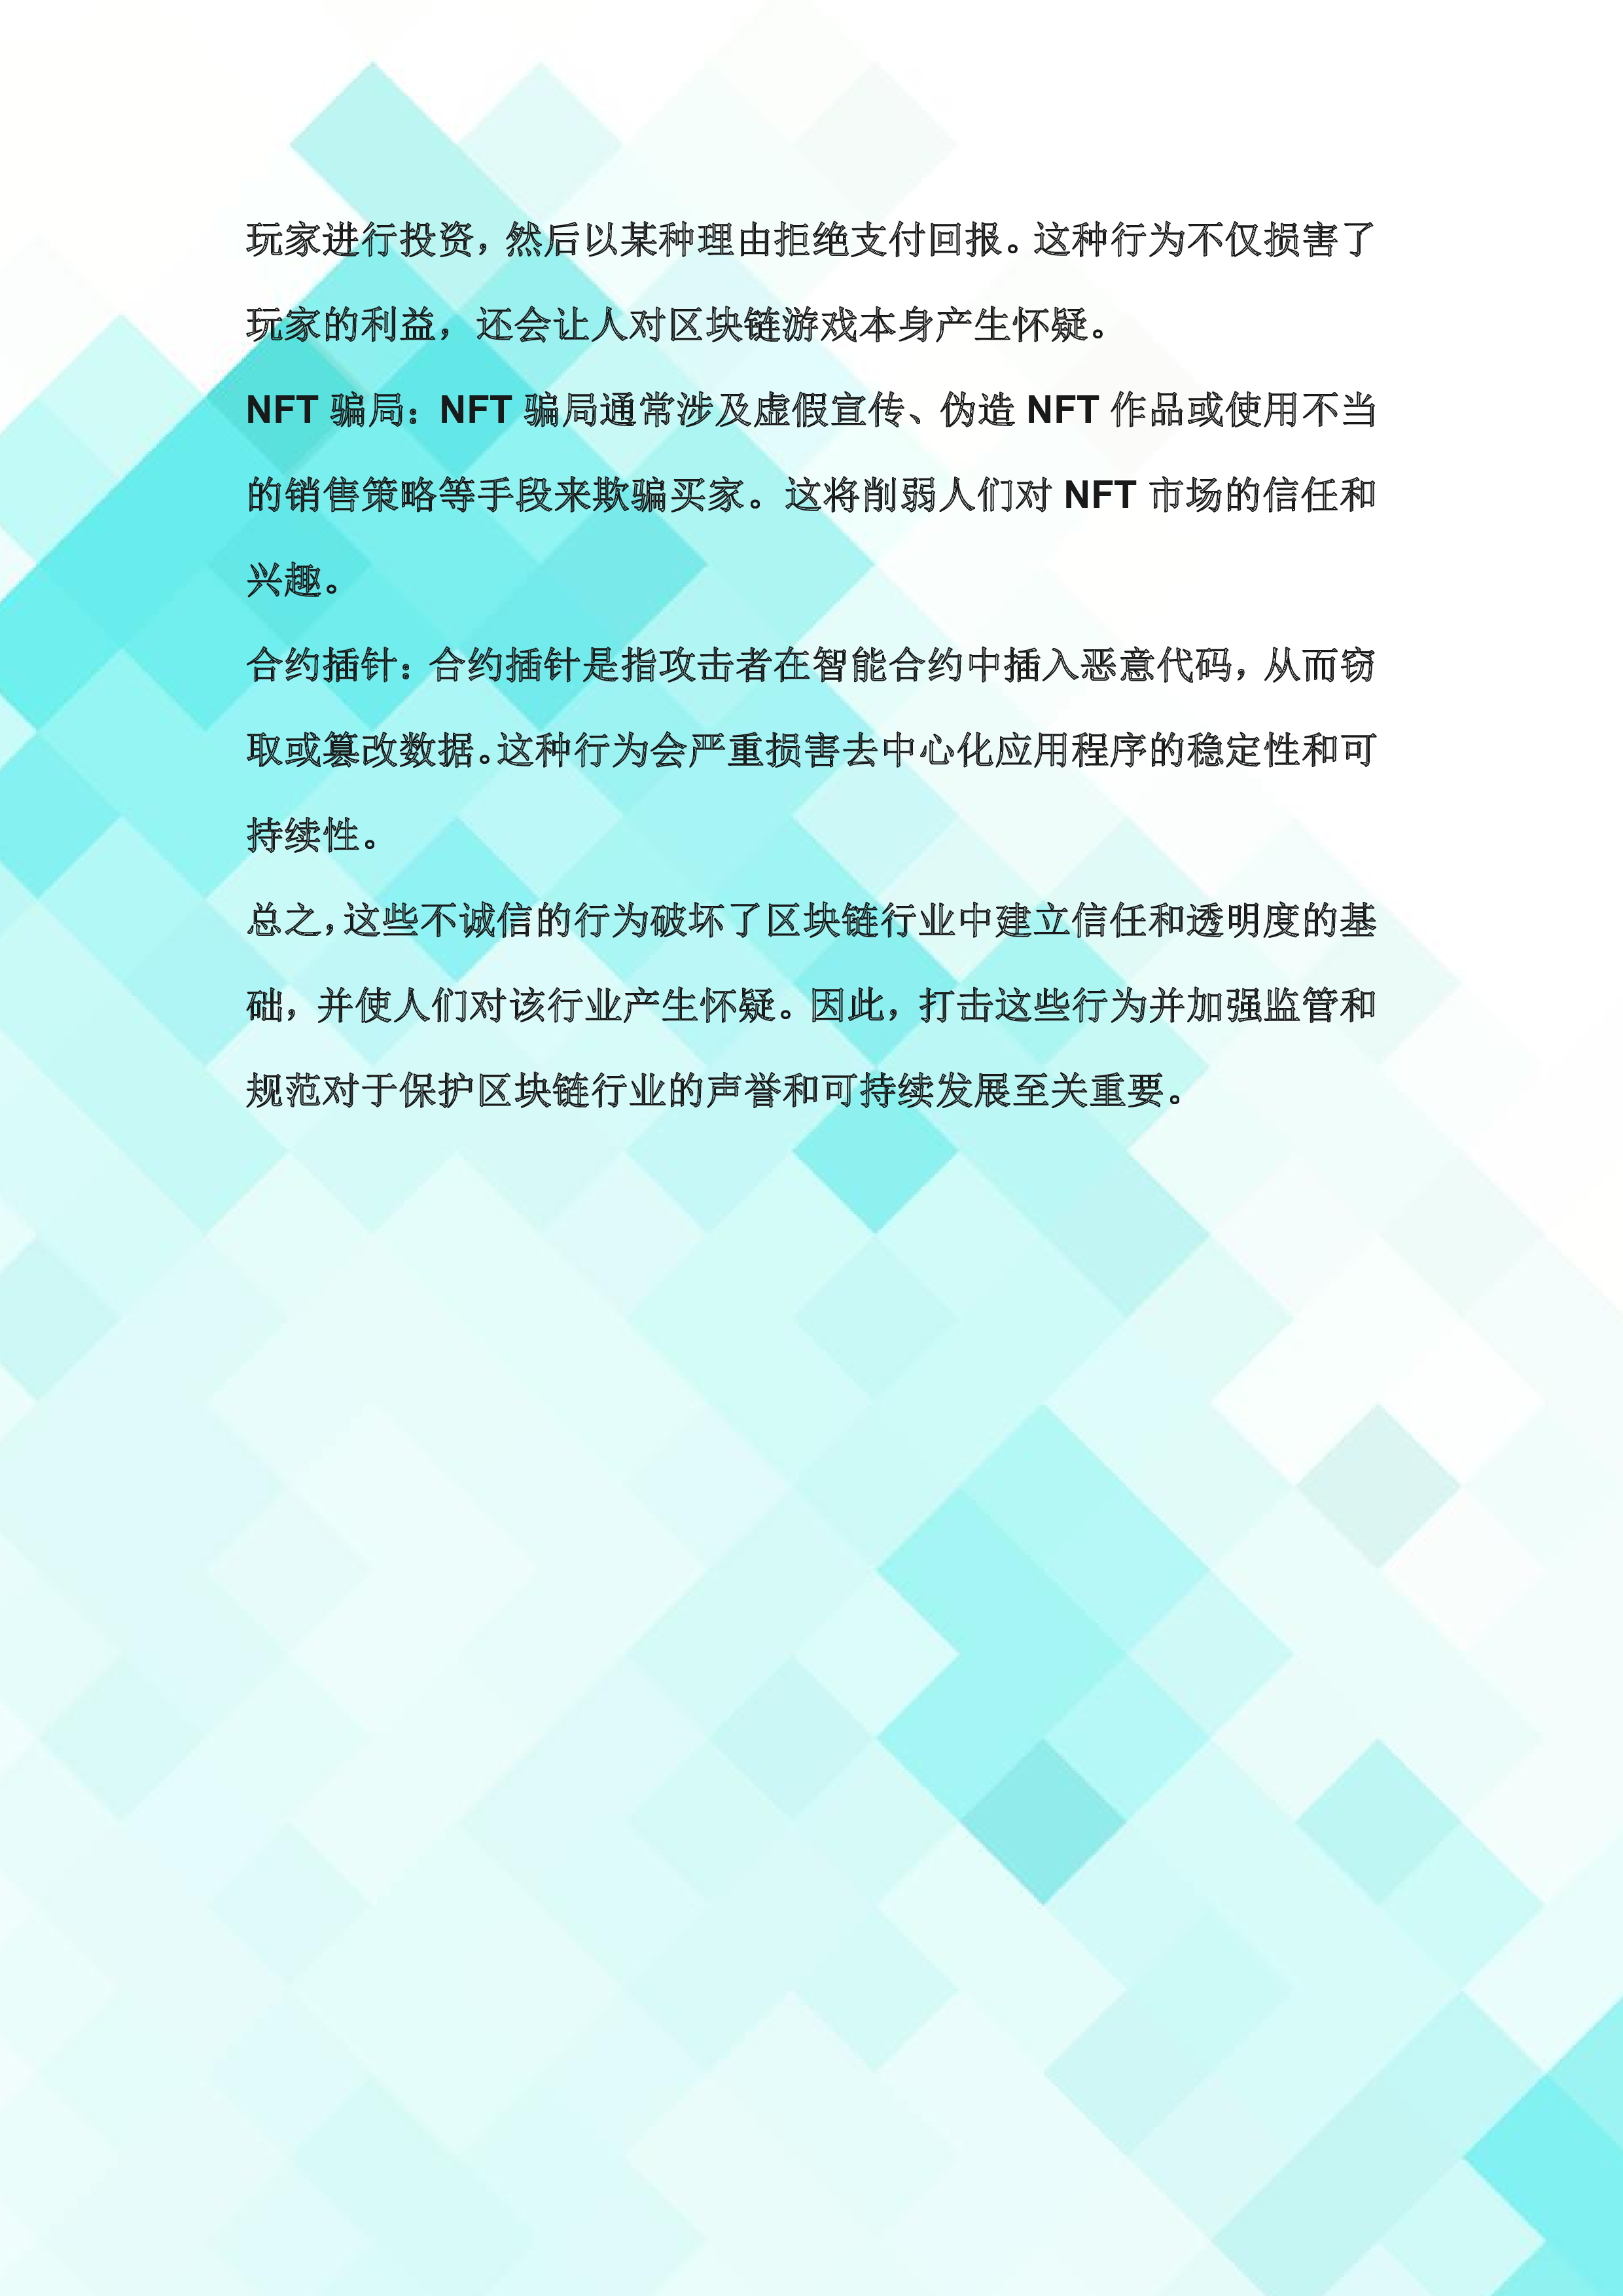 玩家进行投资，然后以某种理由拒绝支付回报。这种行为不仅损害了
玩家的利益，还会让人对区块链游戏本身产生怀疑。
NFT 骗局：NFT 骗局通常涉及虚假宣传、伪造 NFT 作品或使用不当
的销售策略等手段来欺骗买家。这将削弱人们对 NFT 市场的信任和
兴趣。
合约插针：合约插针是指攻击者在智能合约中插入恶意代码，从而窃
取或篡改数据。这种行为会严重损害去中心化应用程序的稳定性和可
持续性。
总之，这些不诚信的行为破坏了区块链行业中建立信任和透明度的基
础，并使人们对该行业产生怀疑。因此，打击这些行为并加强监管和
规范对于保护区块链行业的声誉和可持续发展至关重要。